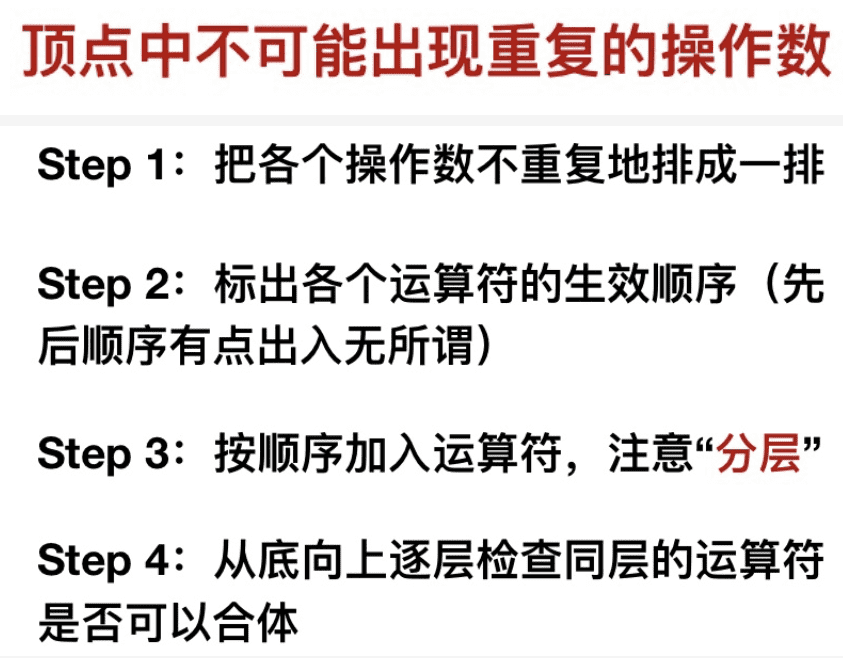 顶点中不可能出现重复的操作数
Step 1：把各个操作数不重复地排成一排
Step 2：标出各个运算符的生效顺序（先
后顺序有点出入无所谓）
Step 3：按顺序加入运算符，注意“分层”
Step 4：从底向上逐层检查同层的运算符
是否可以合体